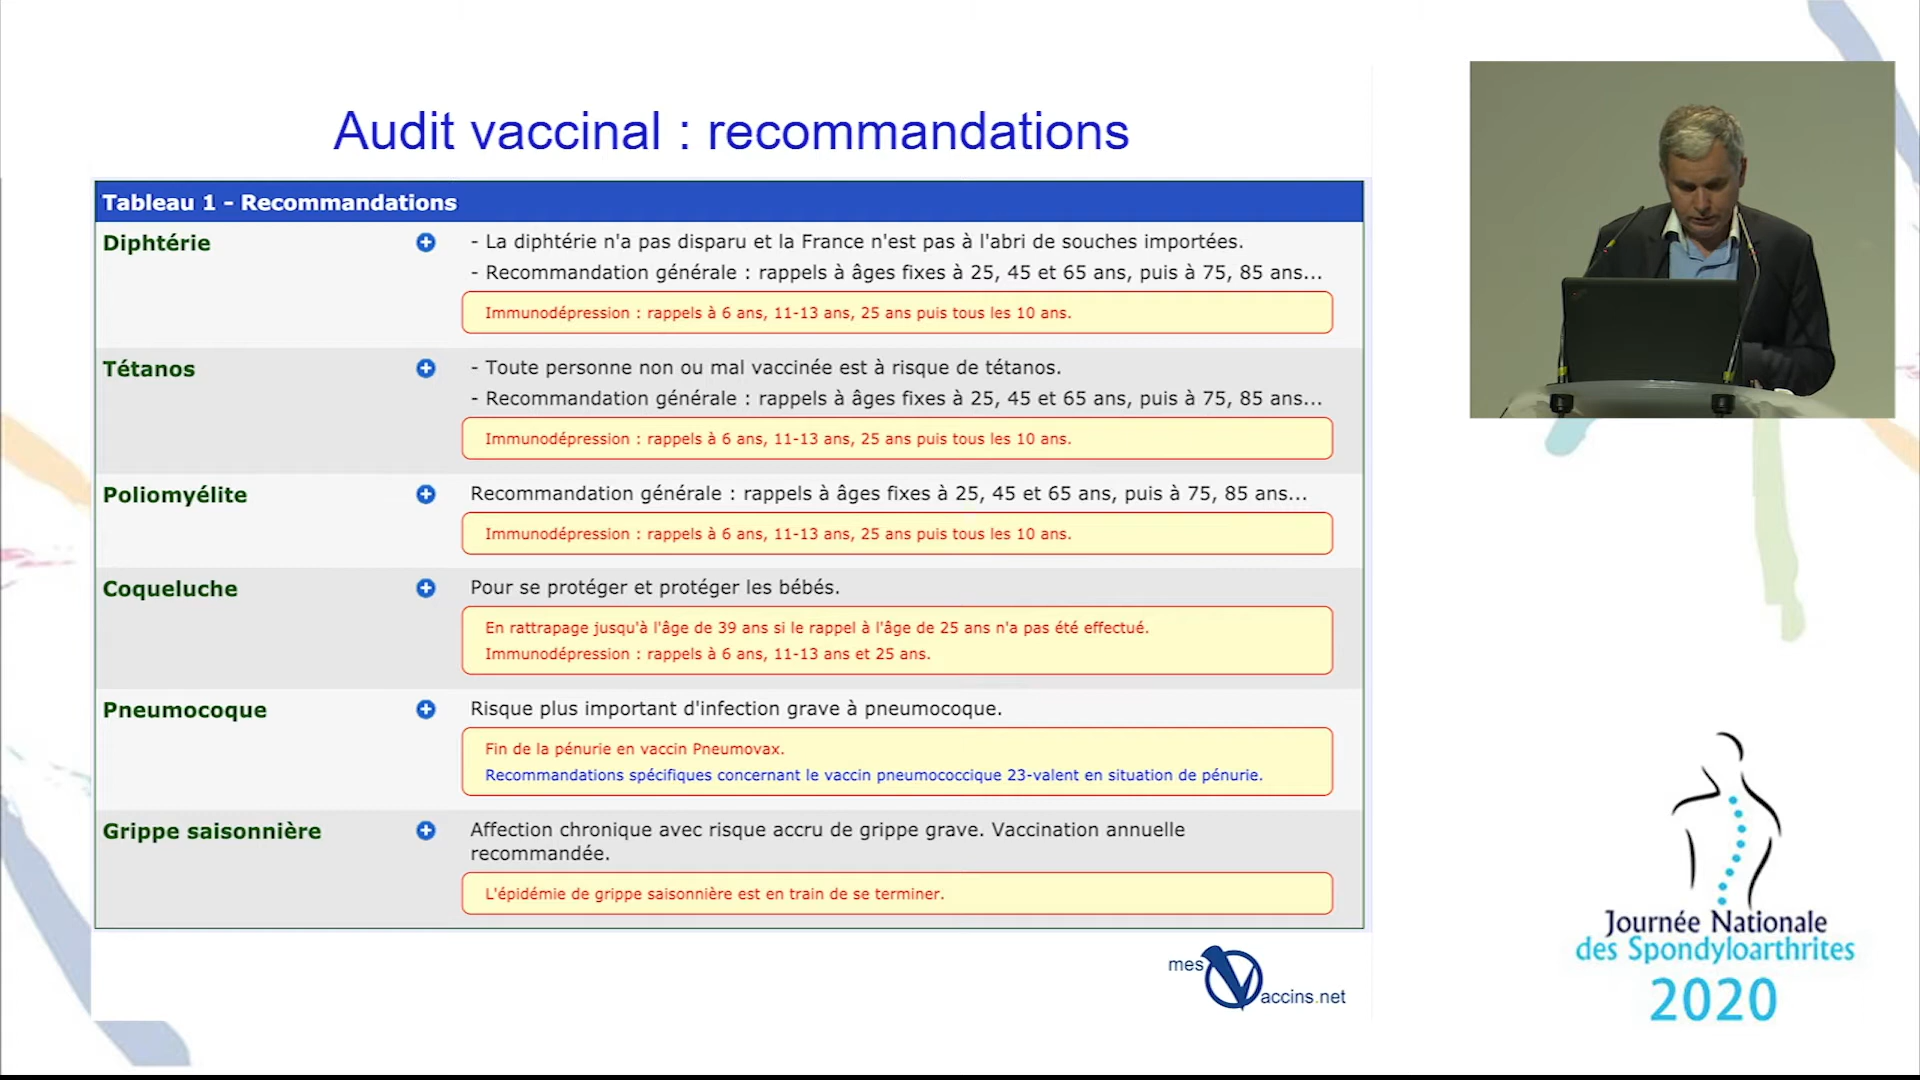 Audit vaccinal : recommandations
Tableau 1 - Recommandations
Diphtérie
- La diphtérie n'a pas disparu et la France n'est pas à l'abri de souches importées.
- Recommandation générale : rappels à âges fixes à 25, 45 et 65 ans, puis à 75, 85 ans...
Immunodépression : rappels à 6 ans, 11-13 ans, 25 ans puis tous les 10 ans.
Tétanos
- Toute personne non ou mal vaccinée est à risque de tétanos.
- Recommandation générale : rappels à âges fixes à 25, 45 et 65 ans, puis à 75, 85 ans...
Immunodépression : rappels à 6 ans, 11-13 ans, 25 ans puis tous les 10 ans.
Poliomyélite
Recommandation générale : rappels à âges fixes à 25, 45 et 65 ans, puis à 75, 85 ans...
Immunodépression : rappels à 6 ans, 11-13 ans, 25 ans puis tous les 10 ans.
Coqueluche
Pour se protéger et protéger les bébés.
En rattrapage jusqu'à l'âge de 39 ans si le rappel à l'âge de 25 ans n'a pas été effectué.
Immunodépression : rappels à 6 ans, 11-13 ans et 25 ans.
Pneumocoque
Risque plus important d'infection grave à pneumocoque.
Fin de la pénurie en vaccin Pneumovax.
Recommandations spécifiques concernant le vaccin pneumococcique 23-valent en situation de pénurie.
Grippe saisonnière
Affection chronique avec risque accru de grippe grave. Vaccination annuelle
recommandée.
L'épidémie de grippe saisonnière est en train de se terminer.
mes
Vaccins.net
Journée Nationale
des Spondyloarthrites
2020